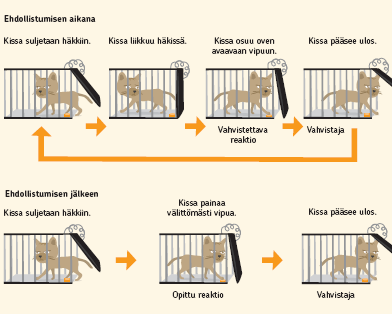 Ehdollistumisen aikana
Kissa suljetaan häkkiin.
Kissa liikkuu häkissä.
Kissa osuu oven
avaavaan vipuun.
Kissa pääsee ulos.
Vahvistettava
reaktio
Vahvistaja
Ehdollistumisen jälkeen
Kissa suljetaan häkkiin.
Kissa painaa
välittömästi vipua.
Kissa pääsee ulos.
Opittu reaktio
Vahvistaja